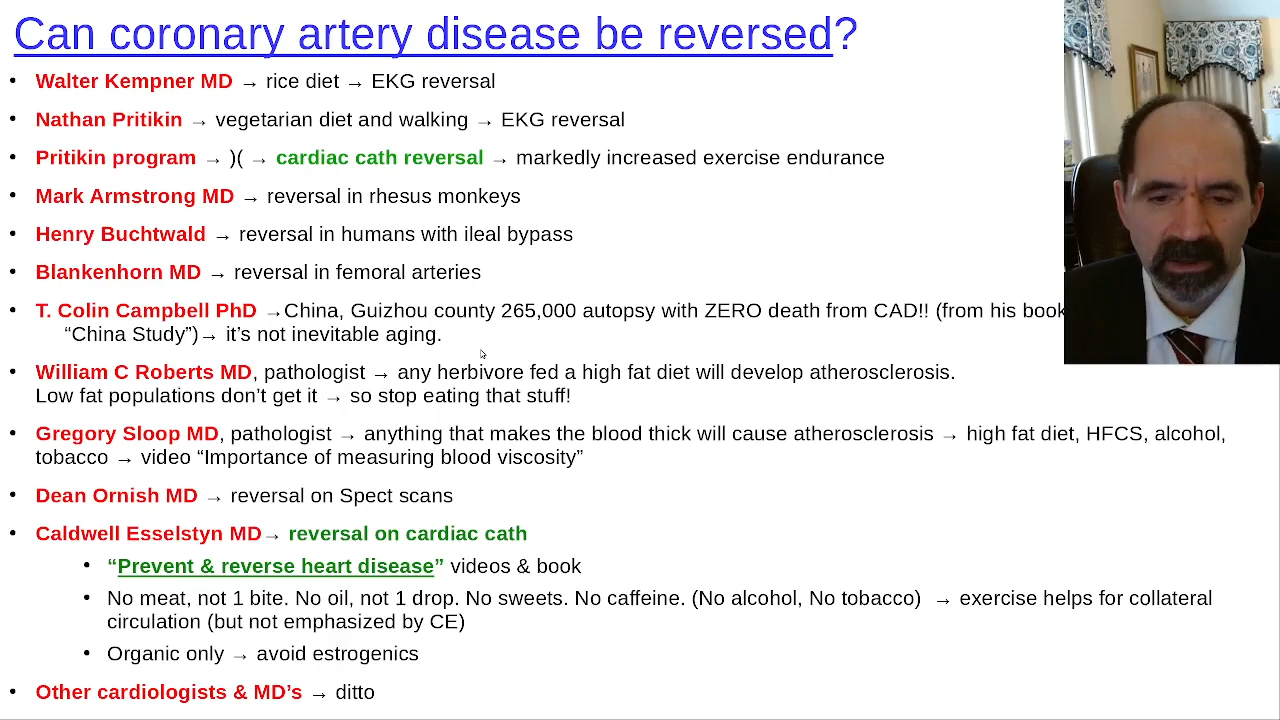 Can coronary artery disease be reversed?
• Walter Kempner MD → rice diet → EKG reversal
• Nathan Pritikin → vegetarian diet and walking → EKG reversal
• Pritikin program → )( → cardiac cath reversal → markedly increased exercise endurance
• Mark Armstrong MD → reversal in rhesus monkeys
• Henry Buchtwald → reversal in humans with ileal bypass
• Blankenhorn MD → reversal in femoral arteries
• T. Colin Campbell PhD →China, Guizhou county 265,000 autopsy with ZERO death from CAD!! (from his book
“China Study”)→ it’s not inevitable aging.
• William C Roberts MD, pathologist → any herbivore fed a high fat diet will develop atherosclerosis.
Low fat populations don’t get it → so stop eating that stuff!
• Gregory Sloop MD, pathologist → anything that makes the blood thick will cause atherosclerosis → high fat diet, HFCS, alcohol,
tobacco → video “Importance of measuring blood viscosity”
• Dean Ornish MD → reversal on Spect scans
• Caldwell Esselstyn MD→ reversal on cardiac cath
• “Prevent & reverse heart disease” videos & book
• No meat, not 1 bite. No oil, not 1 drop. No sweets. No caffeine. (No alcohol, No tobacco) → exercise helps for collateral
circulation (but not emphasized by CE)
• Organic only → avoid estrogenics
• Other cardiologists & MD’s → ditto